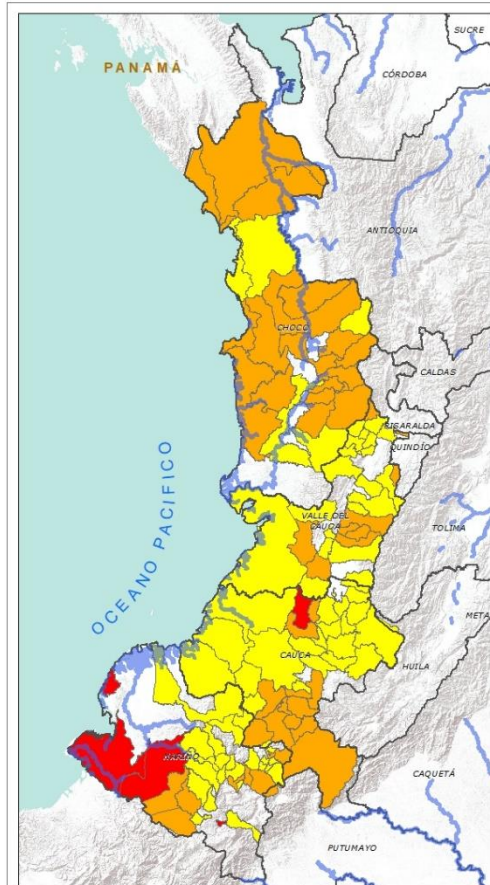 SUCRE
PANAMÁ
CÓRDOBA
ANTIOQUIA
CHOCÓ
CALDAS
RISARALDA
QUINDÍO
OCEANO PACIFICO
VALLE DEL
CAUCA
TOLIMA
META
CAUCA
HUILA
NARIÑO
CAQUETÁ
PUTUMAYO